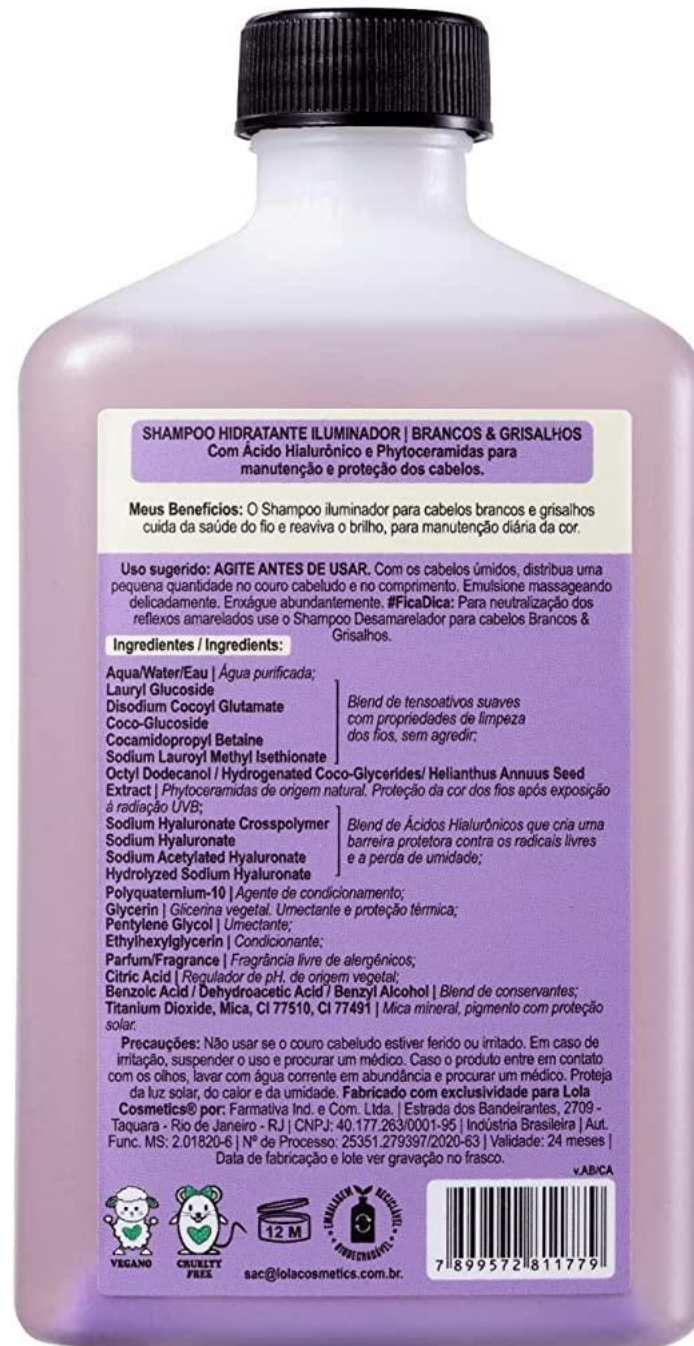 SHAMPOO HIDRATANTE ILUMINADOR | BRANCOS & GRISALHOS
Com Ácido Hialurônico e Phytoceramidas para
manutenção e proteção dos cabelos.
Meus Benefícios: O Shampoo iluminador para cabelos brancos e grisalhos
cuida da saúde do fio e reaviva o brilho, para manutenção diária da cor.
Uso sugerido: AGITE ANTES DE USAR. Com os cabelos úmidos, distribua uma
pequena quantidade no couro cabeludo e no comprimento. Emulsione massageando
delicadamente. Enxágue abundantemente. #FicaDica: Para neutralização dos
reflexos amarelados use o Shampoo Desamarelador para cabelos Brancos &
Grisalhos.
Ingredientes / Ingredients:
Aqua/Water/Eau | Água purificada;
Lauryl Glucoside
Disodium Cocoyl Glutamate
Coco-Glucoside
Cocamidopropyl Betaine
Sodium Lauroyl Methyl Isethionate
Blend de tensoativos suaves
com propriedades de limpeza
dos fios, sem agredir;
Octyl Dodecanol / Hydrogenated Coco-Glycerides/ Helianthus Annuus Seed
Extract | Phytoceramidas de origem natural. Proteção da cor dos fios após exposição
à radiação UVB;
Sodium Hyaluronate Crosspolymer
Sodium Hyaluronate
Sodium Acetylated Hyaluronate
Hydrolyzed Sodium Hyaluronate
Blend de Ácidos Hialurônicos que cria uma
barreira protetora contra os radicais livres
e a perda de umidade;
Polyquaternium-10 | Agente de condicionamento;
Glycerin | Glicerina vegetal. Umectante e proteção térmica;
Pentylene Glycol | Umectante;
Ethylhexylglycerin | Condicionante;
Parfum/Fragrance | Fragrância livre de alergênicos;
Citric Acid | Regulador de pH. de origem vegetal;
Benzoic Acid / Dehydroacetic Acid / Benzyl Alcohol | Blend de conservantes;
Titanium Dioxide, Mica, CI 77510, CI 77491 | Mica mineral, pigmento com proteção
solar.
Precauções: Não usar se o couro cabeludo estiver ferido ou irritado. Em caso de
irritação, suspender o uso e procurar um médico. Caso o produto entre em contato
com os olhos, lavar com água corrente em abundância e procurar um médico. Proteja
da luz solar, do calor e da umidade. Fabricado com exclusividade para Lola
Cosmetics® por: Farmativa Ind. e Com. Ltda. | Estrada dos Bandeirantes, 2709 -
Taquara - Rio de Janeiro - RJ | CNPJ: 40.177.263/0001-95 | Indústria Brasileira | Aut.
Func. MS: 2.01820-6 | Nº de Processo: 25351.279397/2020-63 | Validade: 24 meses |
Data de fabricação e lote ver gravação no frasco.
v.AB/CA
VEGANO
CRUELTY
FREE
12 M
EMBALAGEM RECICLÁVEL
BIODEGRADÁVEL
sac@lolacosmetics.com.br.
7 899572 811779